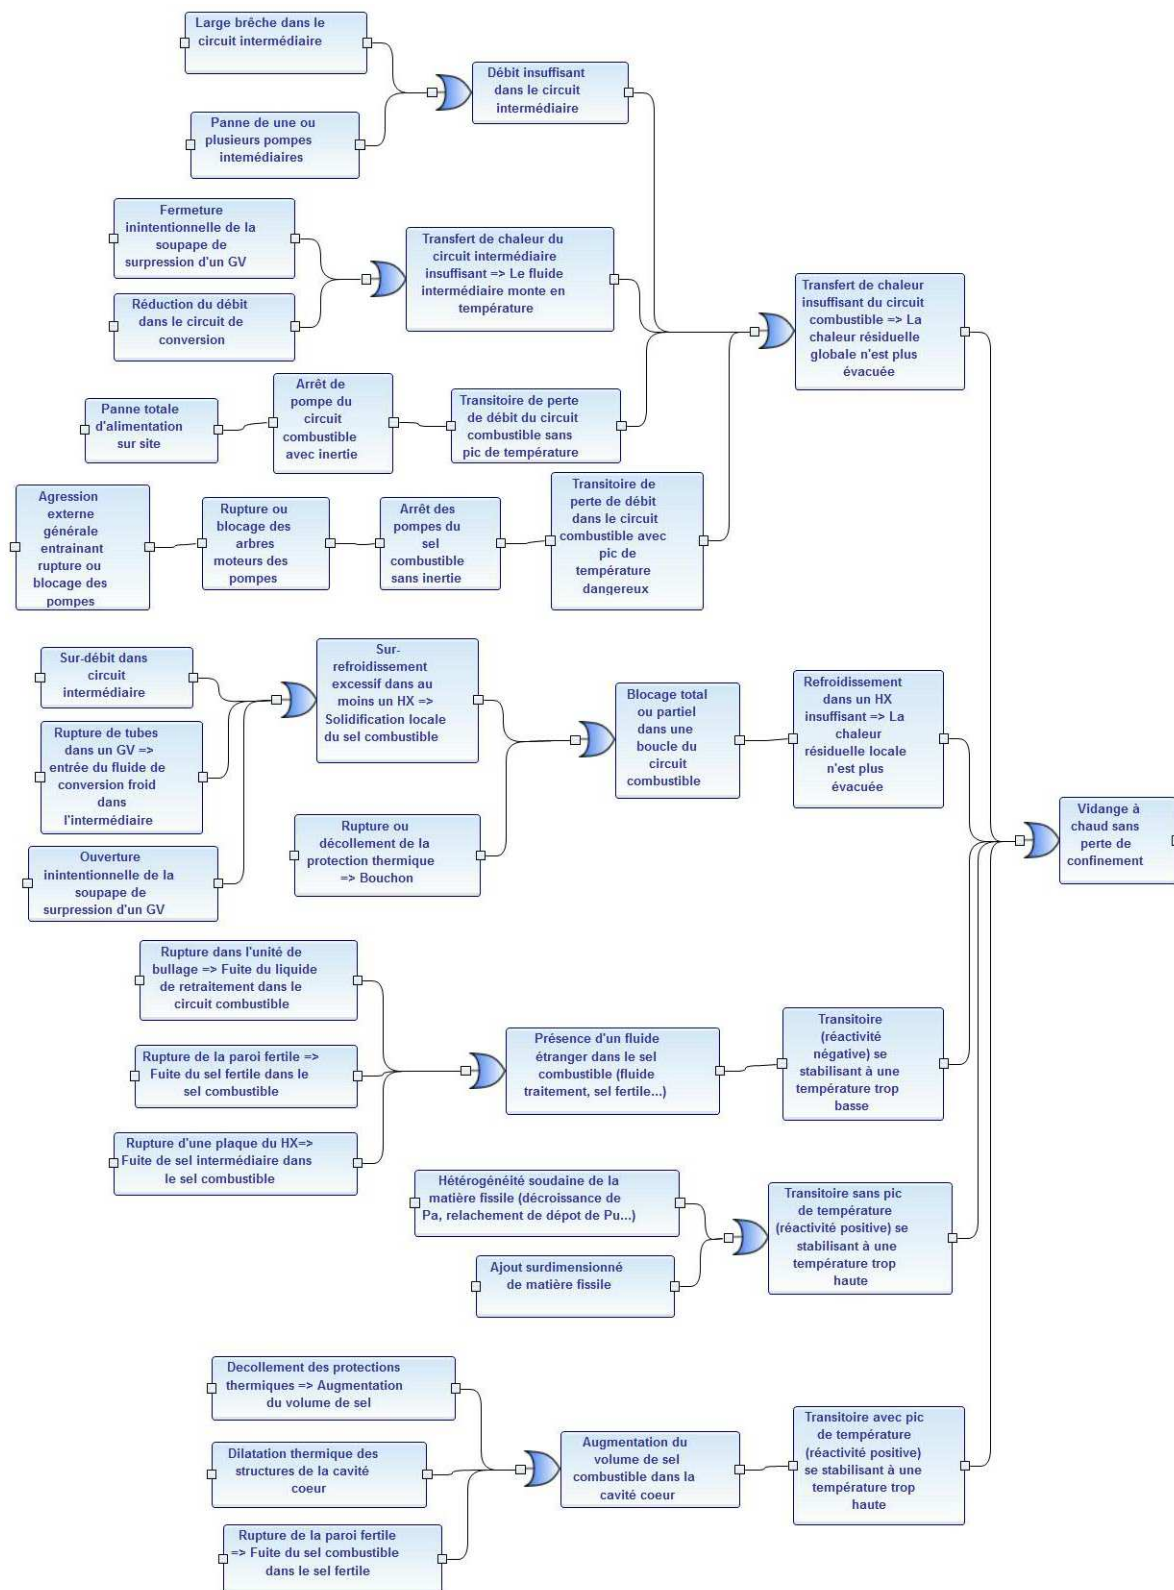 Large brêche dans le
circuit intermédiaire
Débit insuffisant
dans le circuit
intermédiaire
Panne de une ou
plusieurs pompes
intemédiaires
Fermeture
inintentionnelle de la
soupape de
surpression d'un GV
Transfert de chaleur du
circuit intermédiaire
insuffisant => Le fluide
intermédiaire monte en
température
Réduction du débit
dans le circuit de
conversion
Transfert de chaleur
insuffisant du circuit
combustible => La
chaleur résiduelle
globale n'est plus
évacuée
Panne totale
d'alimentation
sur site
Arrêt de
pompe du
circuit
combustible
avec inertie
Transitoire de perte
de débit du circuit
combustible sans
pic de température
Agression
externe
générale
entrainant
rupture ou
blocage des
pompes
Rupture ou
blocage des
arbres
moteurs des
pompes
Arrêt des
pompes du
sel
combustible
sans inertie
Transitoire de
perte de débit
dans le circuit
combustible avec
pic de
température
dangereux
Sur-débit dans
circuit
intermédiaire
Rupture de tubes
dans un GV =>
entrée du fluide de
conversion froid
dans
l'intermédiaire
Ouverture
inintentionnelle de la
soupape de
surpression d'un GV
Sur-
refroidissement
excessif dans au
moins un HX =>
Solidification locale
du sel combustible
Rupture ou
décollement de la
protection thermique
=> Bouchon
Blocage total
ou partiel
dans une
boucle du
circuit
combustible
Refroidissement
dans un HX
insuffisant => La
chaleur
résiduelle locale
n'est plus
évacuée
Vidange à
chaud sans
perte de
confinement
Rupture dans l'unité de
bullage => Fuite du liquide
de retraitement dans le
circuit combustible
Rupture de la paroi fertile =>
Fuite du sel fertile dans le
sel combustible
Rupture d'une plaque du HX=>
Fuite de sel intermédiaire dans
le sel combustible
Présence d'un fluide
étranger dans le sel
combustible (fluide
traitement, sel fertile...)
Transitoire
(réactivité
négative) se
stabilisant à une
température trop
basse
Hétérogénéité soudaine de la
matière fissile (décroissance de
Pa, relachement de dépot de Pu...)
Ajout surdimensionné
de matière fissile
Transitoire sans pic
de température
(réactivité positive) se
stabilisant à une
température trop
haute
Decollement des protections
thermiques => Augmentation
du volume de sel
Dilatation thermique des
structures de la cavité
coeur
Rupture de la paroi fertile
=> Fuite du sel combustible
dans le sel fertile
Augmentation du
volume de sel
combustible dans la
cavité coeur
Transitoire avec pic
de température
(réactivité positive)
se stabilisant à une
température trop
haute